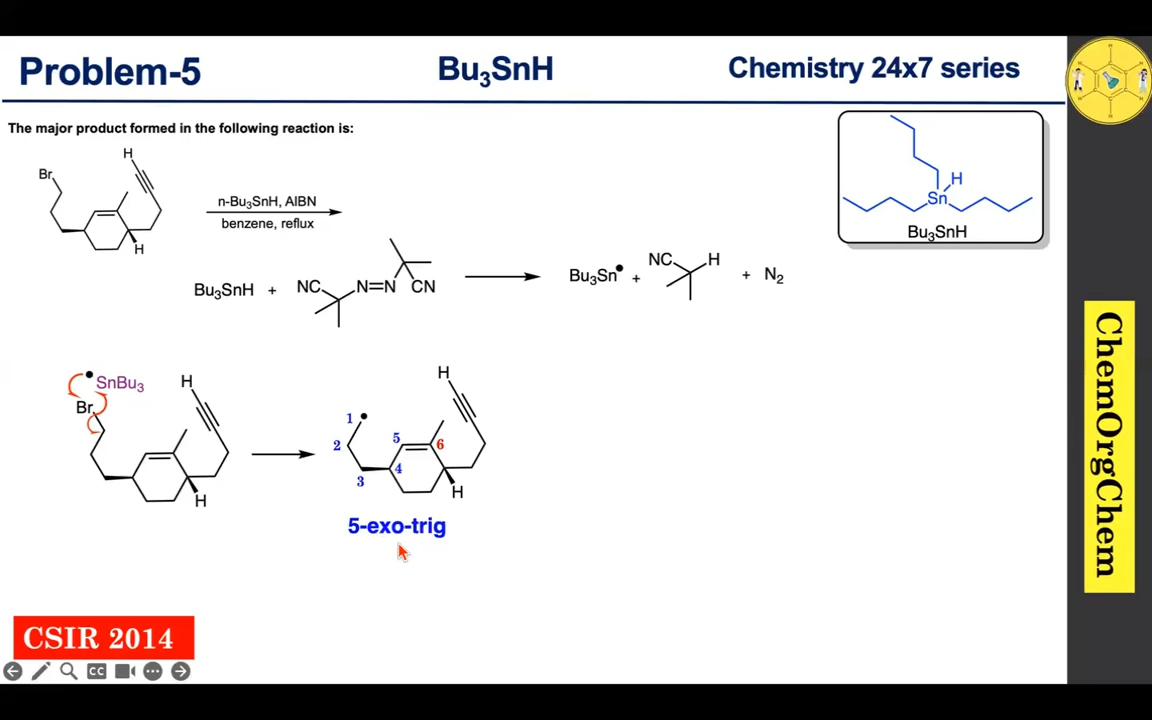 Problem-5
Bu3SnH
Chemistry 24x7 series
The major product formed in the following reaction is:
Br
H
H
n-Bu3SnH, AIBN
benzene, reflux
H
Sn
Bu3SnH
Bu3SnH + NC N=N CN
Bu3Sn• + NC H + N2
•SnBu3
Br
H
H
H
1
2
3
4
5
6
H
5-exo-trig
CSIR 2014
CC
ChemOrgChem